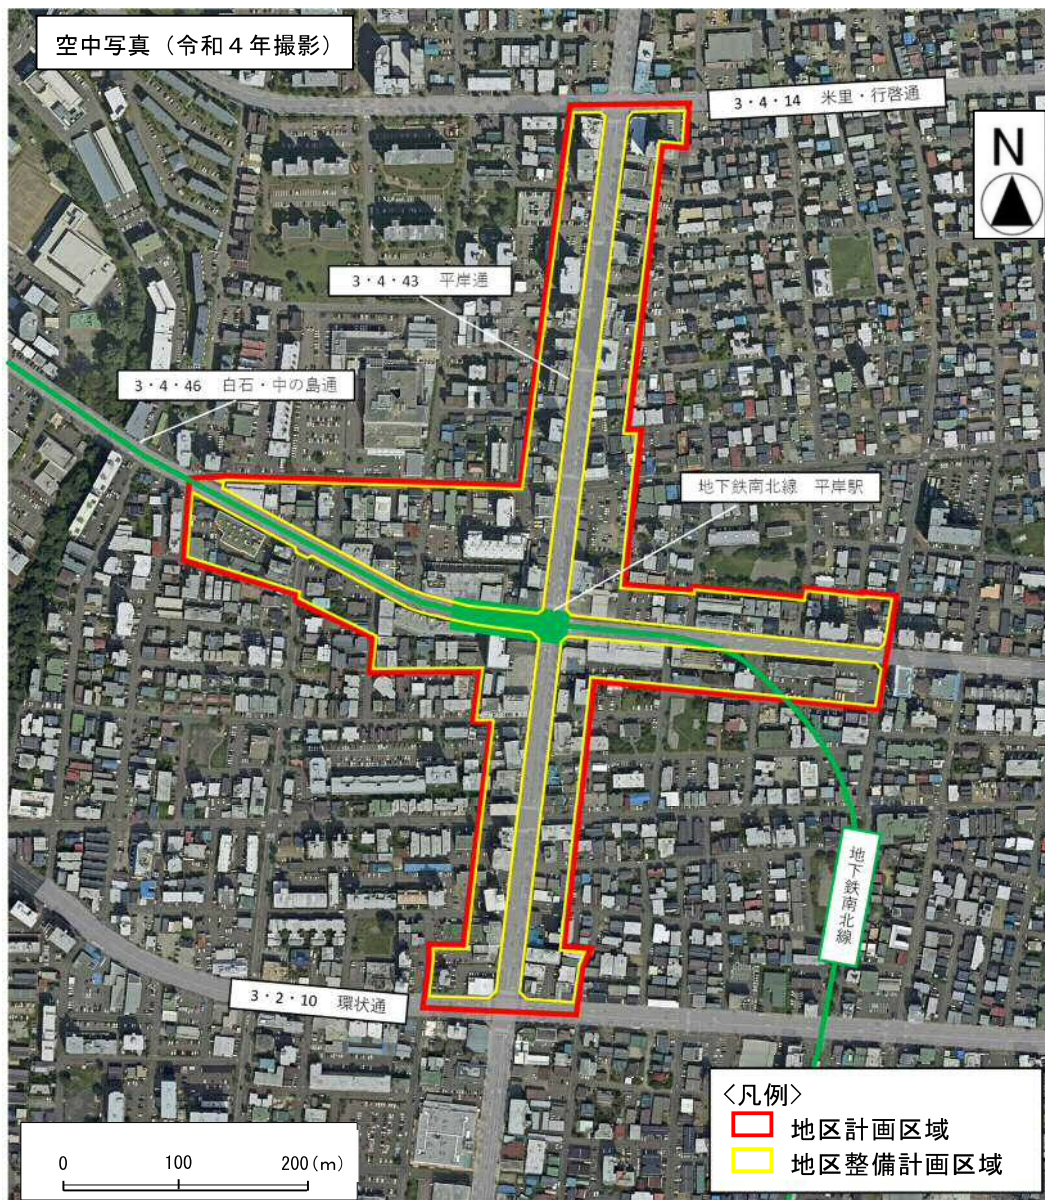 空中写真（令和４年撮影）
3・4・14　米里・行啓通
N
3・4・43　平岸通
3・4・46　白石・中の島通
地下鉄南北線　平岸駅
地下鉄南北線
3・2・10　環状通
〈凡例〉
地区計画区域
地区整備計画区域
0 100 200(m)